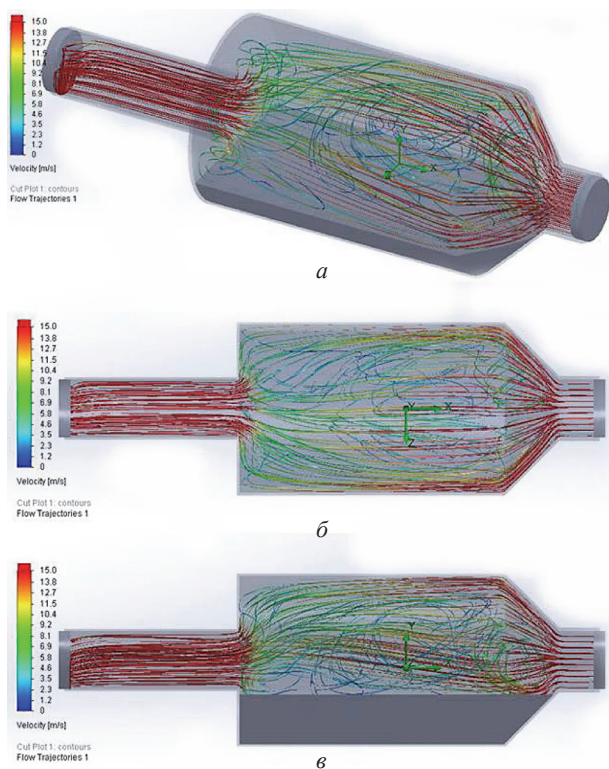 15.0
13.8
12.7
11.5
10.4
9.2
8.1
6.9
5.8
4.6
3.5
2.3
1.2
0
Velocity [m/s]
Cut Plot 1: contours
Flow Trajectories 1
X
а
15.0
13.8
12.7
11.5
10.4
9.2
8.1
6.9
5.8
4.6
3.5
2.3
1.2
0
Velocity [m/s]
Cut Plot 1: contours
Flow Trajectories 1
Y
X
Z
б
15.0
13.8
12.7
11.5
10.4
9.2
8.1
6.9
5.8
4.6
3.5
2.3
1.2
0
Velocity [m/s]
Cut Plot 1: contours
Flow Trajectories 1
Y
в